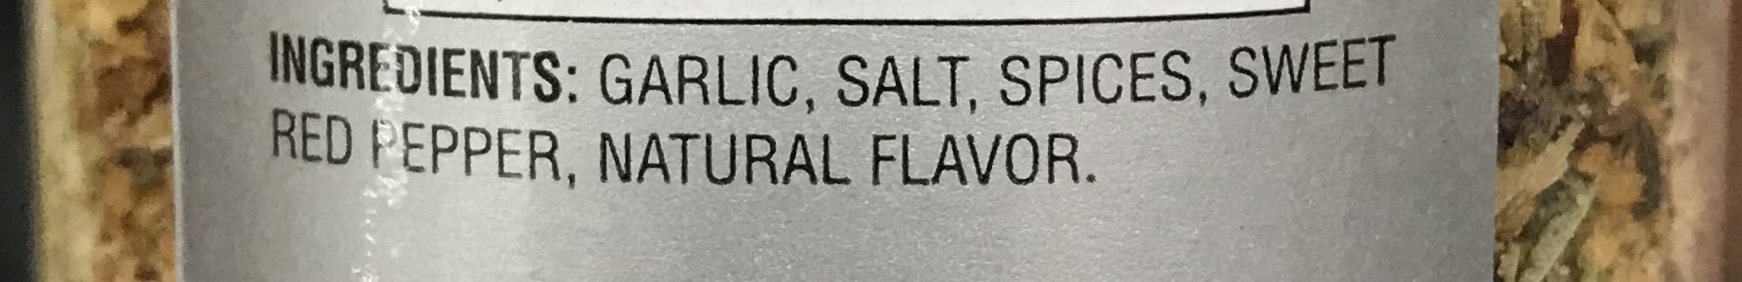 INGREDIENTS: GARLIC, SALT, SPICES, SWEET
RED PEPPER, NATURAL FLAVOR.